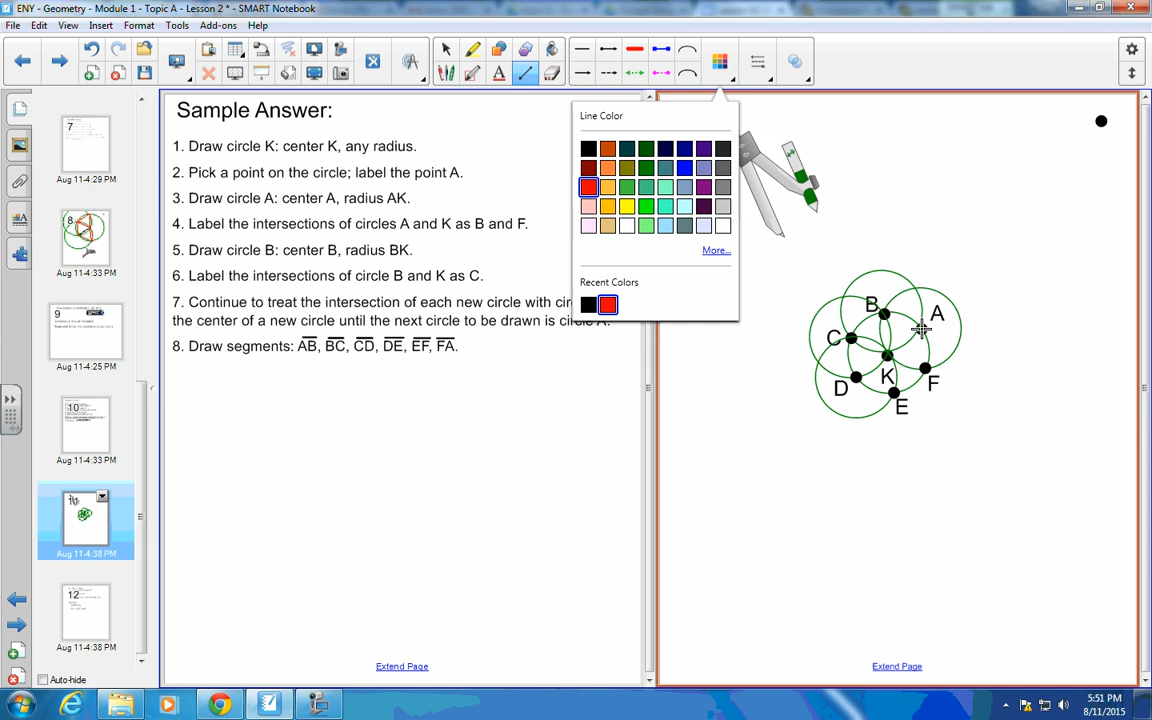 ENY - Geometry - Module 1 - Topic A - Lesson 2 * - SMART Notebook
File Edit View Insert Format Tools Add-ons Help
Sample Answer:
1. Draw circle K: center K, any radius.
2. Pick a point on the circle; label the point A.
3. Draw circle A: center A, radius AK.
4. Label the intersections of circles A and K as B and F.
5. Draw circle B: center B, radius BK.
6. Label the intersections of circle B and K as C.
7. Continue to treat the intersection of each new circle with
the center of a new circle until the next circle to be drawn is circle A.
8. Draw segments: AB, BC, CD, DE, EF, FA.
Extend Page
Line Color
More...
Recent Colors
B
A
C
K
D
F
E
Extend Page
7
Aug 11-4:29 PM
8
Aug 11-4:33 PM
9
Aug 11-4:25 PM
10
Aug 11-4:33 PM
Aug 11-4:38 PM
12
Aug 11-4:38 PM
Auto-hide
5:51 PM
8/11/2015